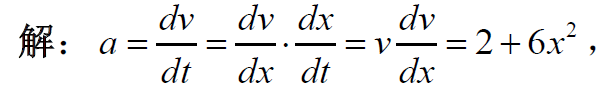 解：a = dv/dt = dv/dx · dx/dt = v dv/dx = 2 + 6x²，